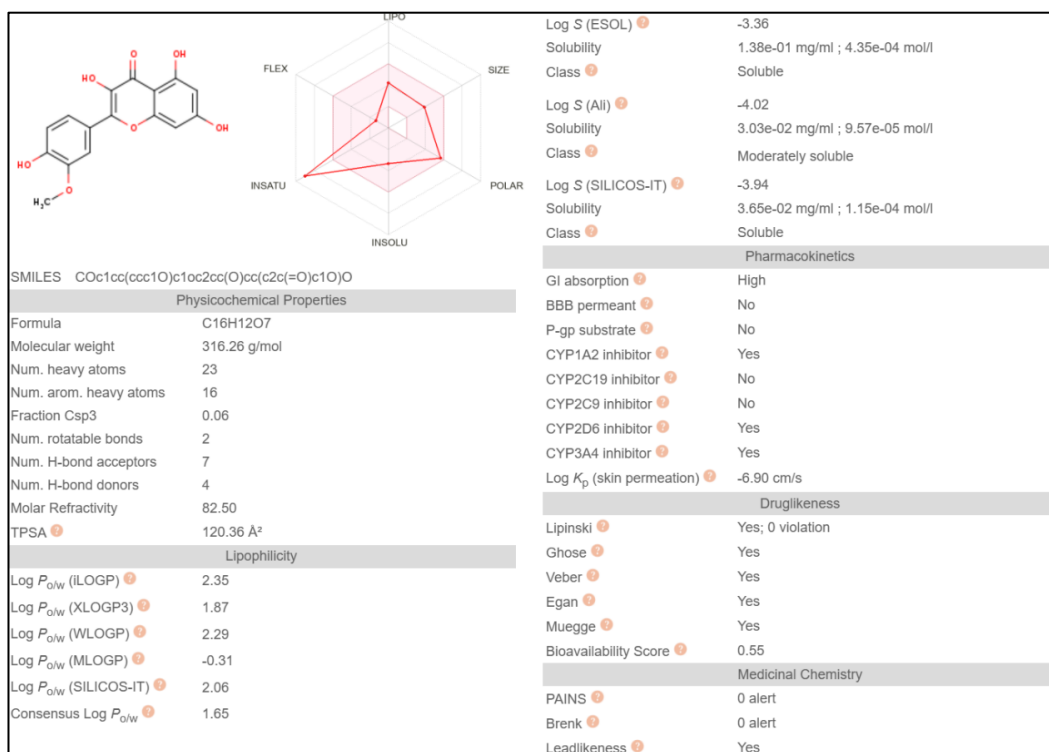 O
OH
HO
O
OH
HO
O
H₃C
LIPO
FLEX
SIZE
INSATU
POLAR
INSOLU
SMILES COc1cc(ccc1O)c1oc2cc(O)cc(c2c(=O)c1O)O
Physicochemical Properties
Formula C16H12O7
Molecular weight 316.26 g/mol
Num. heavy atoms 23
Num. arom. heavy atoms 16
Fraction Csp3 0.06
Num. rotatable bonds 2
Num. H-bond acceptors 7
Num. H-bond donors 4
Molar Refractivity 82.50
TPSA ? 120.36 Å²
Lipophilicity
Log Po/w (iLOGP) ? 2.35
Log Po/w (XLOGP3) ? 1.87
Log Po/w (WLOGP) ? 2.29
Log Po/w (MLOGP) ? -0.31
Log Po/w (SILICOS-IT) ? 2.06
Consensus Log Po/w ? 1.65
Log S (ESOL) ? -3.36
Solubility 1.38e-01 mg/ml ; 4.35e-04 mol/l
Class ? Soluble
Log S (Ali) ? -4.02
Solubility 3.03e-02 mg/ml ; 9.57e-05 mol/l
Class ? Moderately soluble
Log S (SILICOS-IT) ? -3.94
Solubility 3.65e-02 mg/ml ; 1.15e-04 mol/l
Class ? Soluble
Pharmacokinetics
GI absorption ? High
BBB permeant ? No
P-gp substrate ? No
CYP1A2 inhibitor ? Yes
CYP2C19 inhibitor ? No
CYP2C9 inhibitor ? No
CYP2D6 inhibitor ? Yes
CYP3A4 inhibitor ? Yes
Log Kp (skin permeation) ? -6.90 cm/s
Druglikeness
Lipinski ? Yes; 0 violation
Ghose ? Yes
Veber ? Yes
Egan ? Yes
Muegge ? Yes
Bioavailability Score ? 0.55
Medicinal Chemistry
PAINS ? 0 alert
Brenk ? 0 alert
Leadlikeness ? Yes